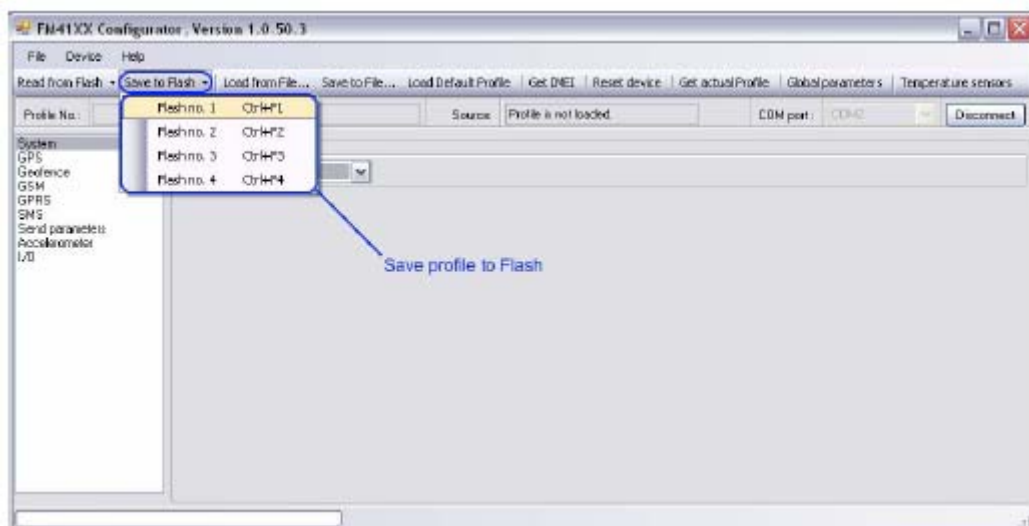 FM41XX Configurator, Version 1.0.50.3
File Device Help
Read from Flash Save to Flash Load from File... Save to File... Load Default Profile Get IMEI Reset device Get actual Profile Global parameters Temperature sensors
Profile No.: Source: Profile is not loaded. COM port: COM2 Disconnect
Flash no. 1 Ctrl+F1
Flash no. 2 Ctrl+F2
Flash no. 3 Ctrl+F3
Flash no. 4 Ctrl+F4
System
GPS
Geofence
GSM
GPRS
SMS
Send parameters
Accelerometer
I/O
Save profile to Flash